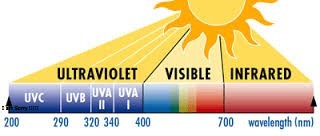 ULTRAVIOLET VISIBLE INFRARED
UVC UVB UVA II UVA I
200 290 320 340 400 700 wavelength (nm)